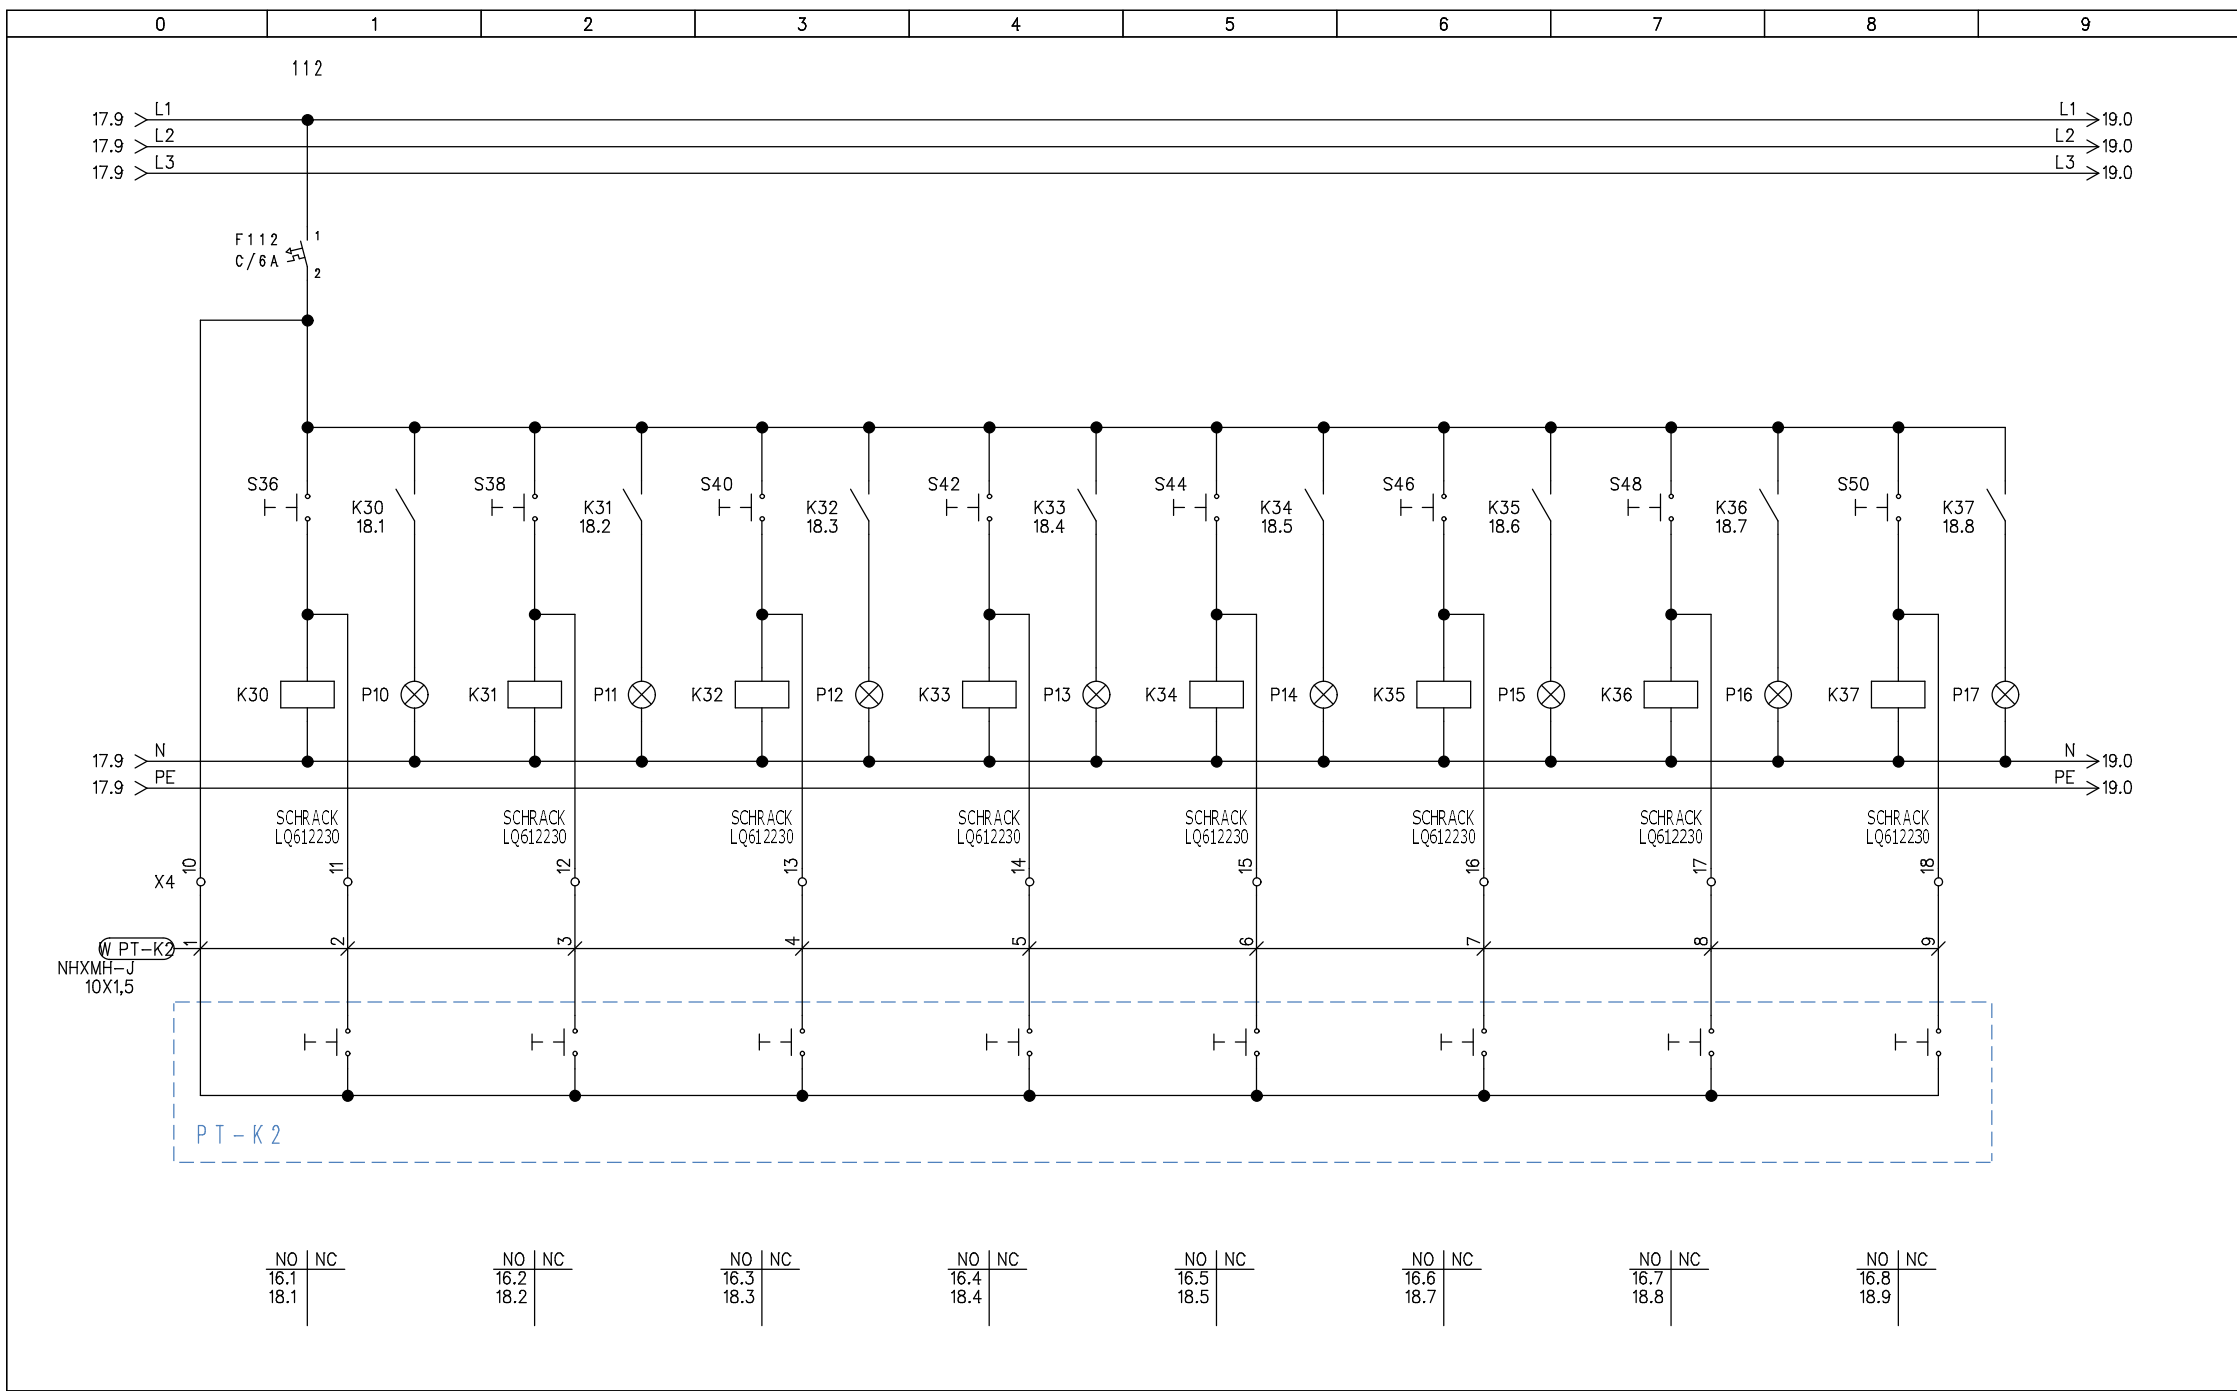 0 1 2 3 4 5 6 7 8 9
112
17.9 L1 L1 19.0
17.9 L2 L2 19.0
17.9 L3 L3 19.0
F112 1
C/6A 2
S36 S38 S40 S42 S44 S46 S48 S50
K30 K31 K32 K33 K34 K35 K36 K37
18.1 18.2 18.3 18.4 18.5 18.6 18.7 18.8
K30 P10 K31 P11 K32 P12 K33 P13 K34 P14 K35 P15 K36 P16 K37 P17
17.9 N N 19.0
17.9 PE PE 19.0
SCHRACK SCHRACK SCHRACK SCHRACK SCHRACK SCHRACK SCHRACK SCHRACK
LQ612230 LQ612230 LQ612230 LQ612230 LQ612230 LQ612230 LQ612230 LQ612230
X4 10 11 12 13 14 15 16 17 18
W PT-K2 1 2 3 4 5 6 7 8 9
NHXMH-J
10X1,5
PT-K2
NO NC NO NC NO NC NO NC NO NC NO NC NO NC NO NC
16.1 16.2 16.3 16.4 16.5 16.6 16.7 16.8
18.1 18.2 18.3 18.4 18.5 18.7 18.8 18.9